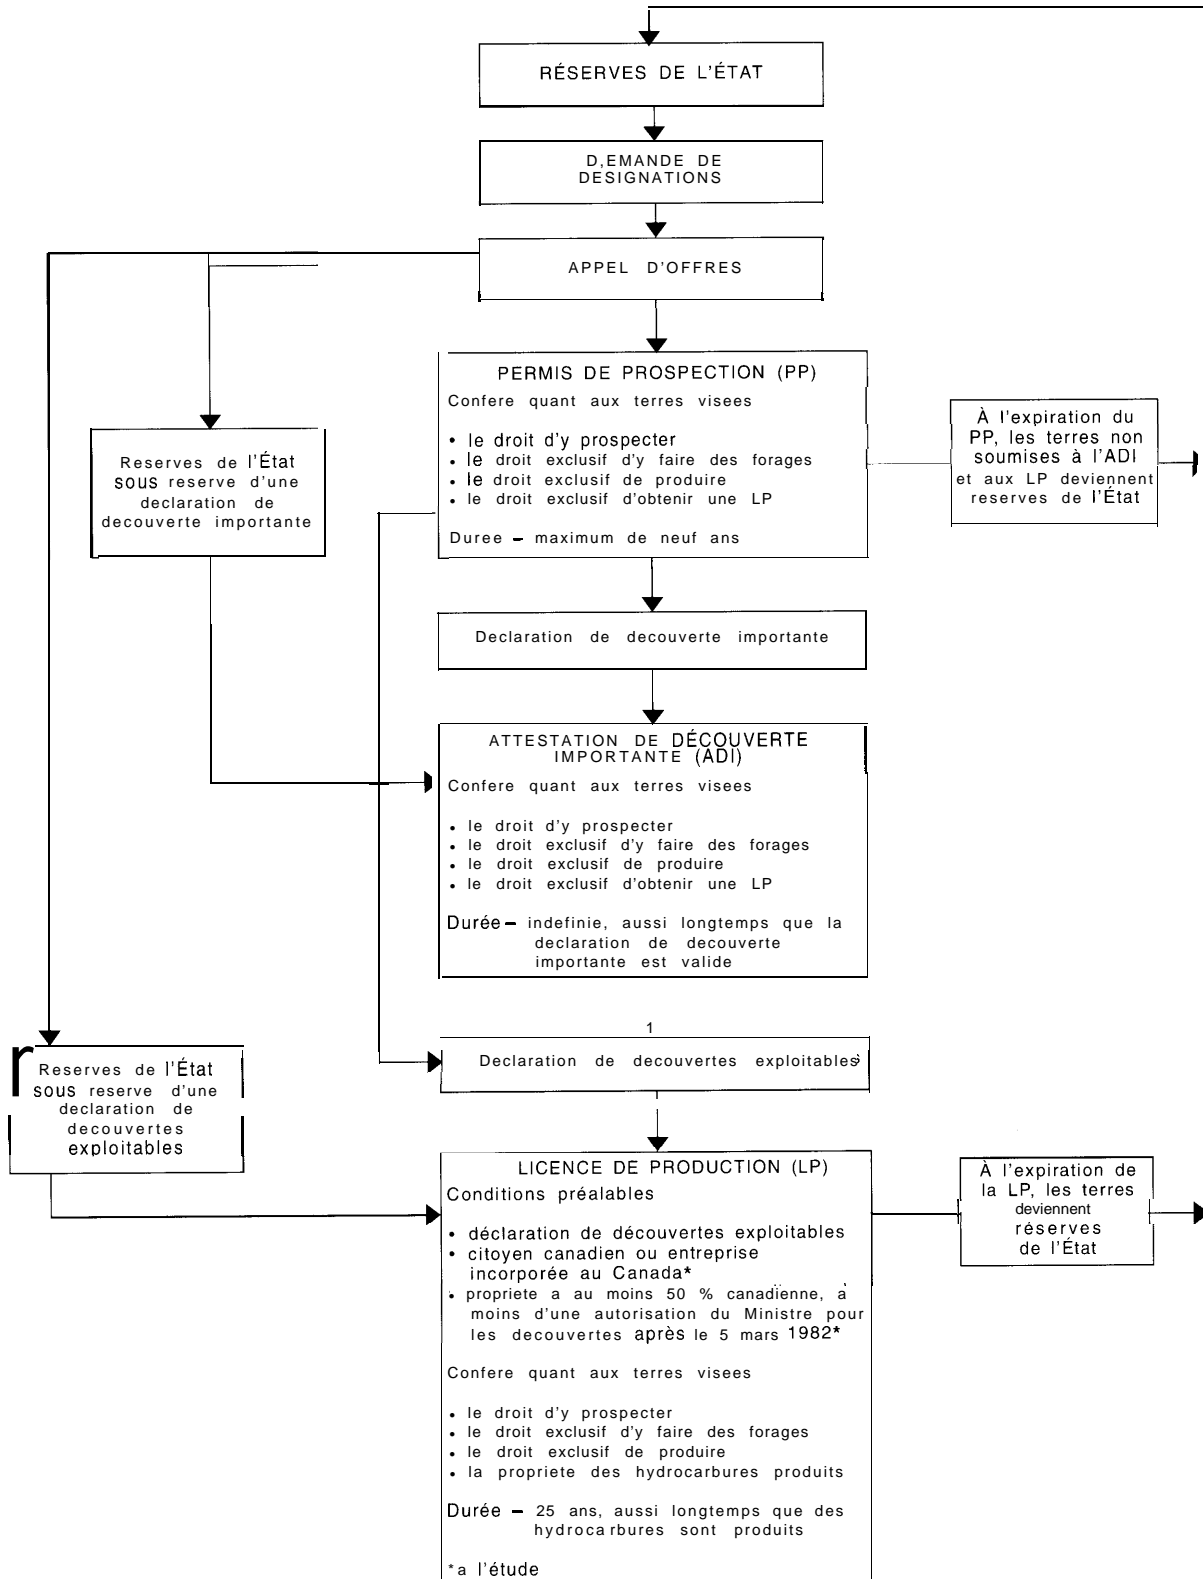 RÉSERVES DE L'ÉTAT
D,EMANDE DE
DESIGNATIONS
APPEL D'OFFRES
PERMIS DE PROSPECTION (PP)
Confere quant aux terres visees
• le droit d'y prospecter
• le droit exclusif d'y faire des forages
• le droit exclusif de produire
• le droit exclusif d'obtenir une LP
Duree – maximum de neuf ans
À l'expiration du
PP, les terres non
soumises à l'ADI
et aux LP deviennent
reserves de l'État
Reserves de l'État
sous reserve d'une
declaration de
decouverte importante
Declaration de decouverte importante
ATTESTATION DE DÉCOUVERTE
IMPORTANTE (ADI)
Confere quant aux terres visees
• le droit d'y prospecter
• le droit exclusif d'y faire des forages
• le droit exclusif de produire
• le droit exclusif d'obtenir une LP
Durée – indefinie, aussi longtemps que la
declaration de decouverte
importante est valide
1
Declaration de decouvertes exploitables
Reserves de l'État
sous reserve d'une
declaration de
decouvertes
exploitables
LICENCE DE PRODUCTION (LP)
Conditions préalables
• déclaration de découvertes exploitables
• citoyen canadien ou entreprise
incorporée au Canada*
• propriete a au moins 50 % canadienne, à
moins d'une autorisation du Ministre pour
les decouvertes après le 5 mars 1982*
Confere quant aux terres visees
• le droit d'y prospecter
• le droit exclusif d'y faire des forages
• le droit exclusif de produire
• la propriete des hydrocarbures produits
Durée – 25 ans, aussi longtemps que des
hydrocarbures sont produits
*a l'étude
À l'expiration de
la LP, les terres
deviennent
réserves
de l'État